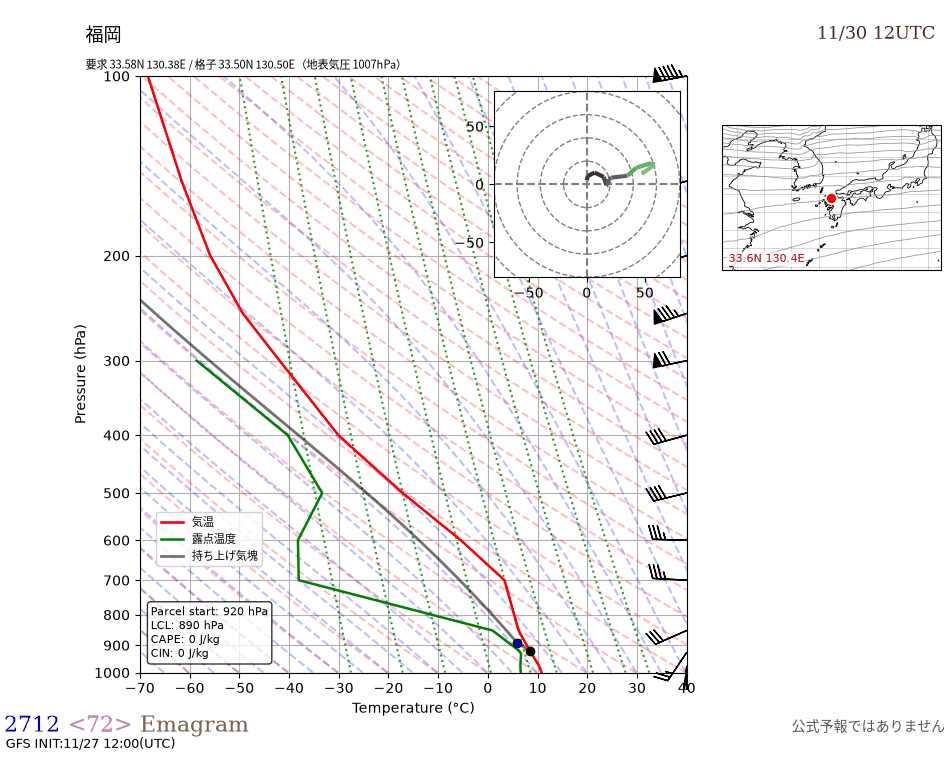 福岡
11/30 12UTC
要求 33.58N 130.38E / 格子 33.50N 130.50E（地表気圧 1007hPa）
100
200
300
400
500
600
700
800
900
1000
Pressure (hPa)
−70 −60 −50 −40 −30 −20 −10 0 10 20 30 40
Temperature (°C)
50
0
−50
−50 0 50
33.6N 130.4E
気温
露点温度
持ち上げ気塊
Parcel start: 920 hPa
LCL: 890 hPa
CAPE: 0 J/kg
CIN: 0 J/kg
2712 <72> Emagram
GFS INIT:11/27 12:00(UTC)
公式予報ではありません